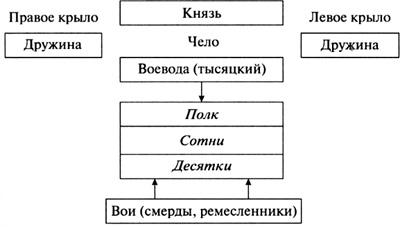 Князь
Правое крыло
Левое крыло
Дружина
Чело
Дружина
Воевода (тысяцкий)
Полк
Сотни
Десятки
Вои (смерды, ремесленники)